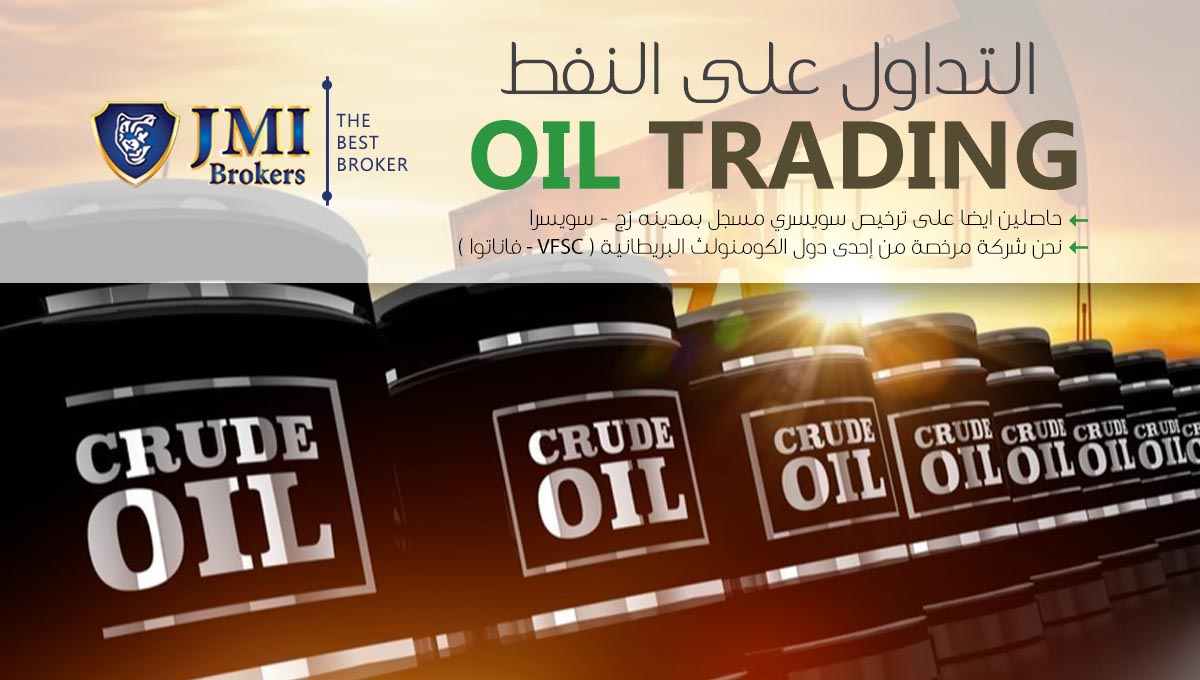 التداول على النفط
OIL TRADING
JMI
Brokers
THE
BEST
BROKER
حاصلين ايضا على ترخيص سويسري مسجل بمدينه زج - سويسرا
نحن شركة مرخصة من إحدى دول الكومنولث البريطانية ( VFSC - فاناتوا )
CRUDE
OIL
CRUDE
OIL
CRUDE
OIL
CRUDE
OIL
CRUDE
OIL
CRUDE
OIL
CRUDE
OIL